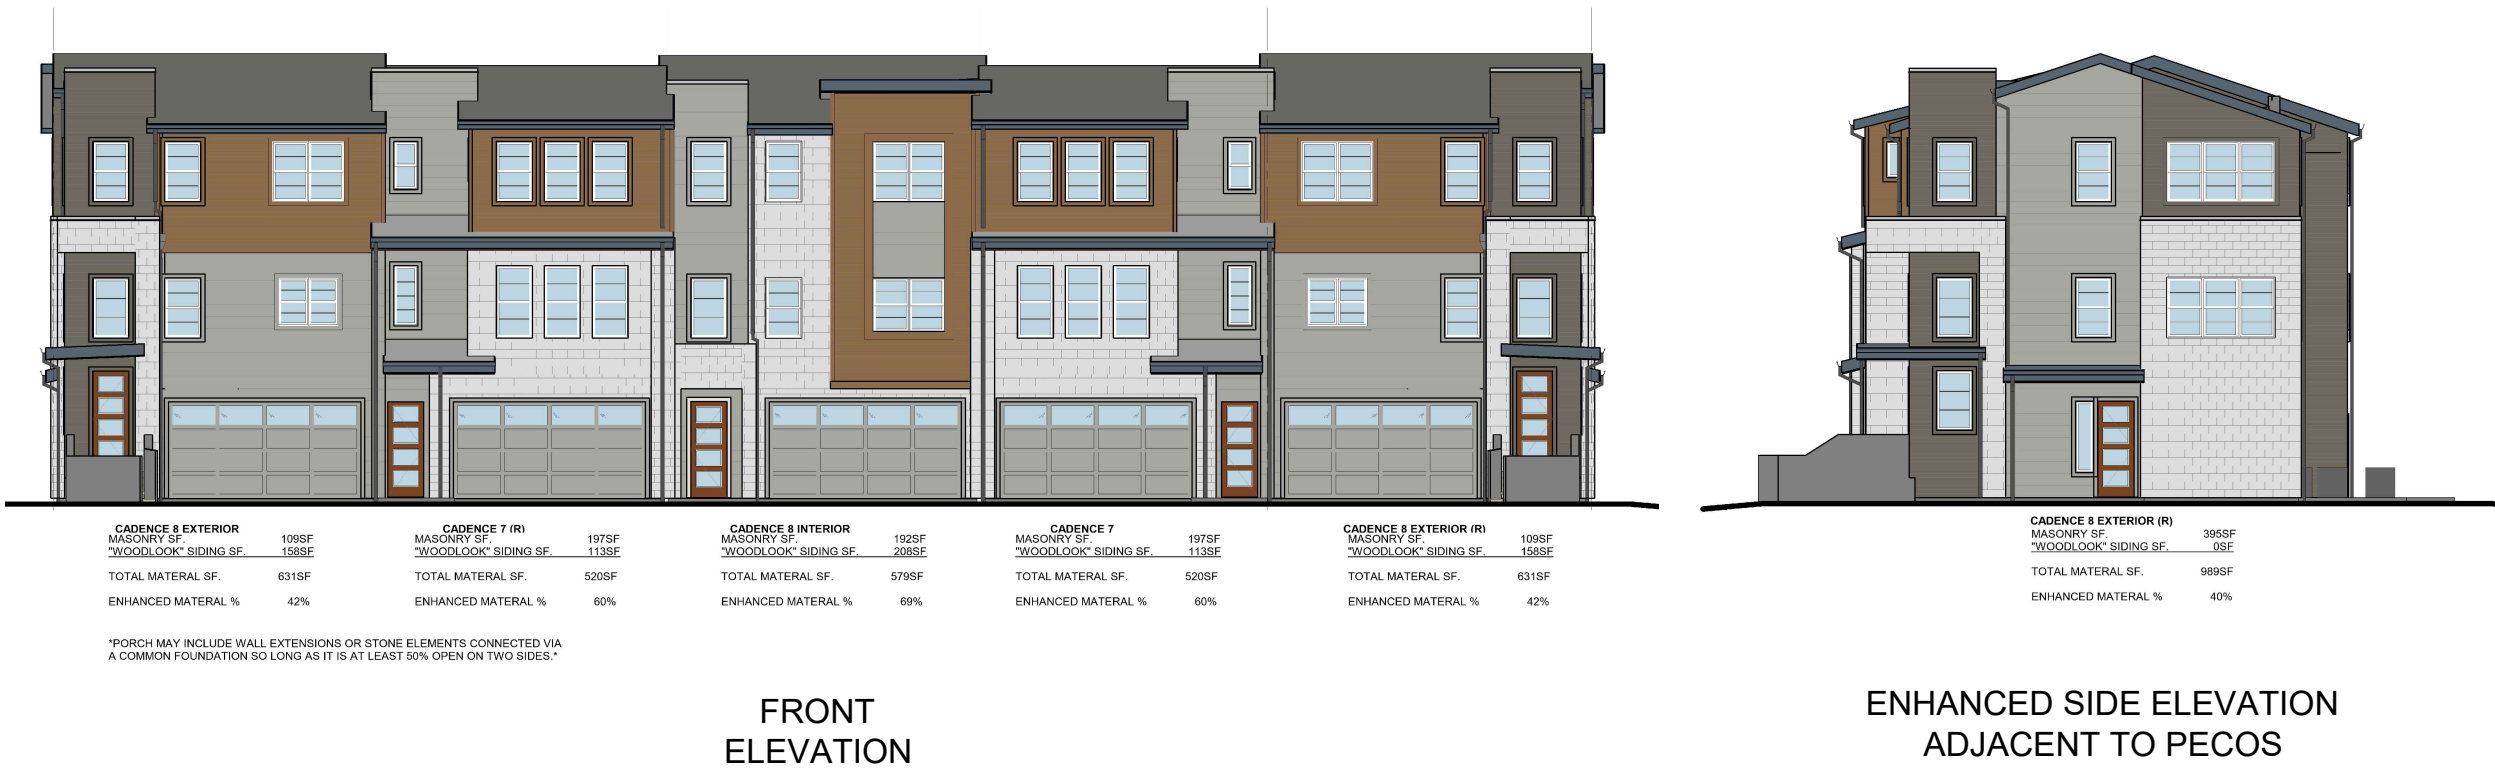 CADENCE 8 EXTERIOR
MASONRY SF. 109SF
"WOODLOOK" SIDING SF. 158SF
TOTAL MATERAL SF. 631SF
ENHANCED MATERAL % 42%
CADENCE 7 (R)
MASONRY SF. 197SF
"WOODLOOK" SIDING SF. 113SF
TOTAL MATERAL SF. 520SF
ENHANCED MATERAL % 60%
CADENCE 8 INTERIOR
MASONRY SF. 192SF
"WOODLOOK" SIDING SF. 208SF
TOTAL MATERAL SF. 579SF
ENHANCED MATERAL % 69%
CADENCE 7
MASONRY SF. 197SF
"WOODLOOK" SIDING SF. 113SF
TOTAL MATERAL SF. 520SF
ENHANCED MATERAL % 60%
CADENCE 8 EXTERIOR (R)
MASONRY SF. 109SF
"WOODLOOK" SIDING SF. 158SF
TOTAL MATERAL SF. 631SF
ENHANCED MATERAL % 42%
CADENCE 8 EXTERIOR (R)
MASONRY SF. 395SF
"WOODLOOK" SIDING SF. 0SF
TOTAL MATERAL SF. 989SF
ENHANCED MATERAL % 40%
*PORCH MAY INCLUDE WALL EXTENSIONS OR STONE ELEMENTS CONNECTED VIA
A COMMON FOUNDATION SO LONG AS IT IS AT LEAST 50% OPEN ON TWO SIDES.*
FRONT
ELEVATION
ENHANCED SIDE ELEVATION
ADJACENT TO PECOS